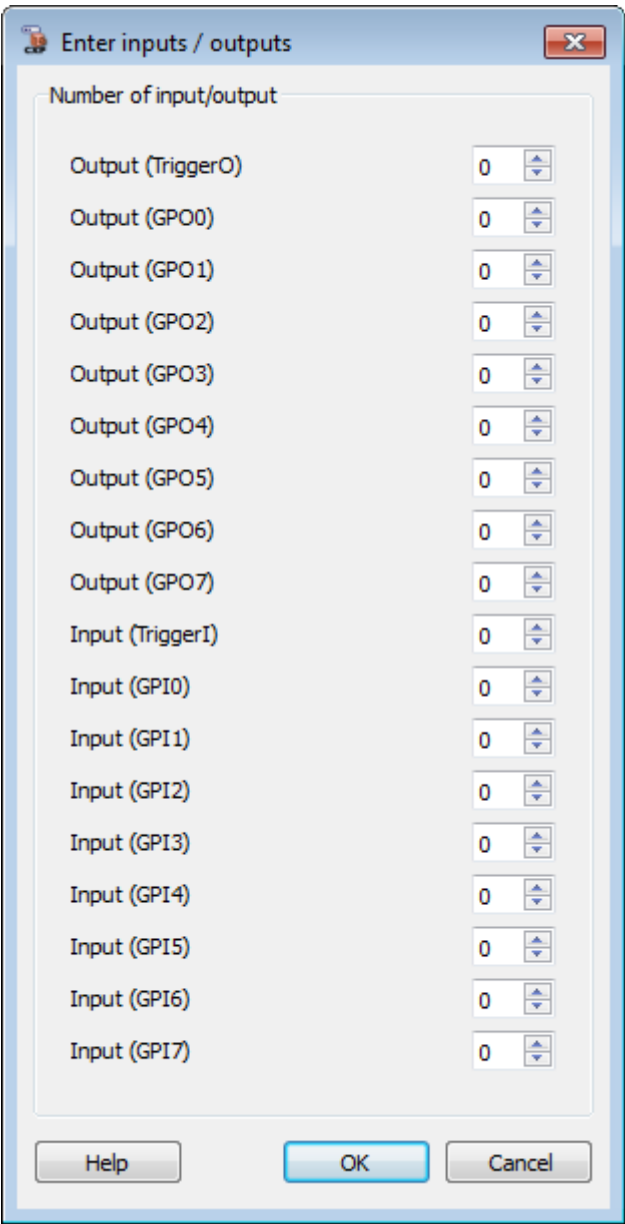 Enter inputs / outputs
Number of input/output
Output (TriggerO) 0
Output (GPO0) 0
Output (GPO1) 0
Output (GPO2) 0
Output (GPO3) 0
Output (GPO4) 0
Output (GPO5) 0
Output (GPO6) 0
Output (GPO7) 0
Input (TriggerI) 0
Input (GPI0) 0
Input (GPI1) 0
Input (GPI2) 0
Input (GPI3) 0
Input (GPI4) 0
Input (GPI5) 0
Input (GPI6) 0
Input (GPI7) 0
Help OK Cancel